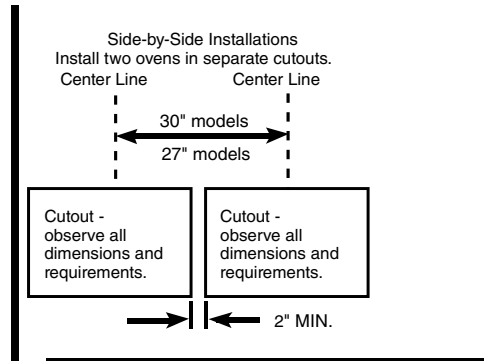 Side-by-Side Installations
Install two ovens in separate cutouts.
Center Line Center Line
30" models
27" models
Cutout -
observe all
dimensions and
requirements.
Cutout -
observe all
dimensions and
requirements.
2" MIN.